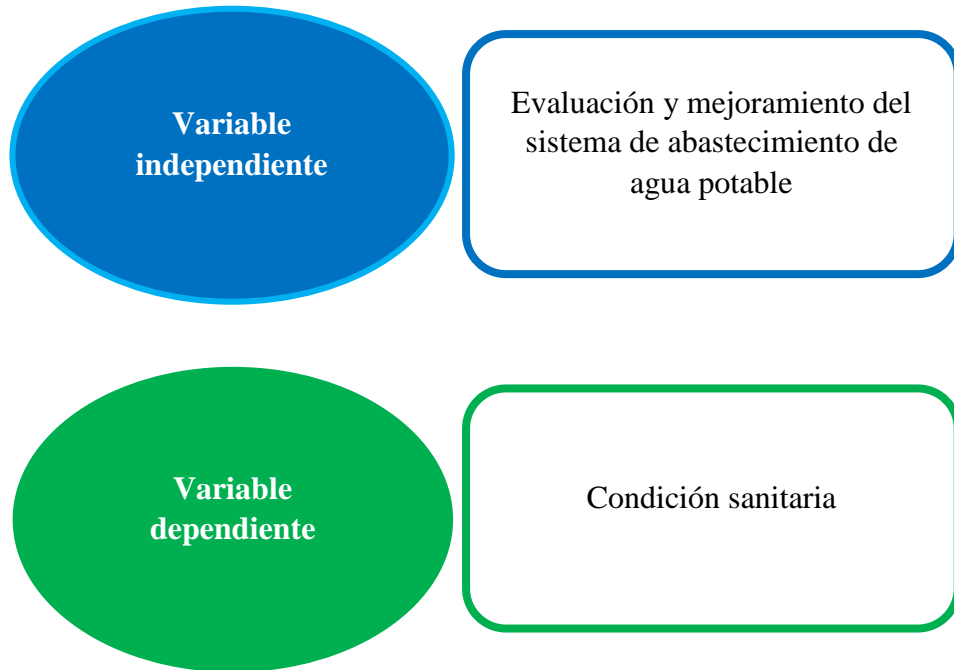 Variable
independiente
Evaluación y mejoramiento del
sistema de abastecimiento de
agua potable
Variable
dependiente
Condición sanitaria